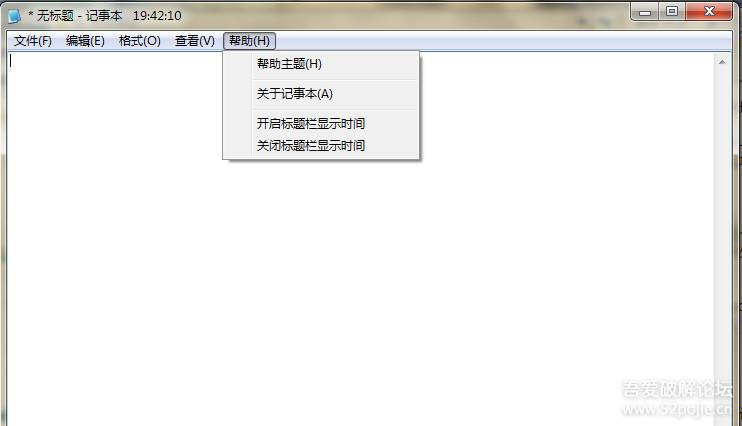 * 无标题 - 记事本 19:42:10
文件(F) 编辑(E) 格式(O) 查看(V) 帮助(H)
帮助主题(H)
关于记事本(A)
开启标题栏显示时间
关闭标题栏显示时间
吾爱破解论坛
www.52pojie.cn